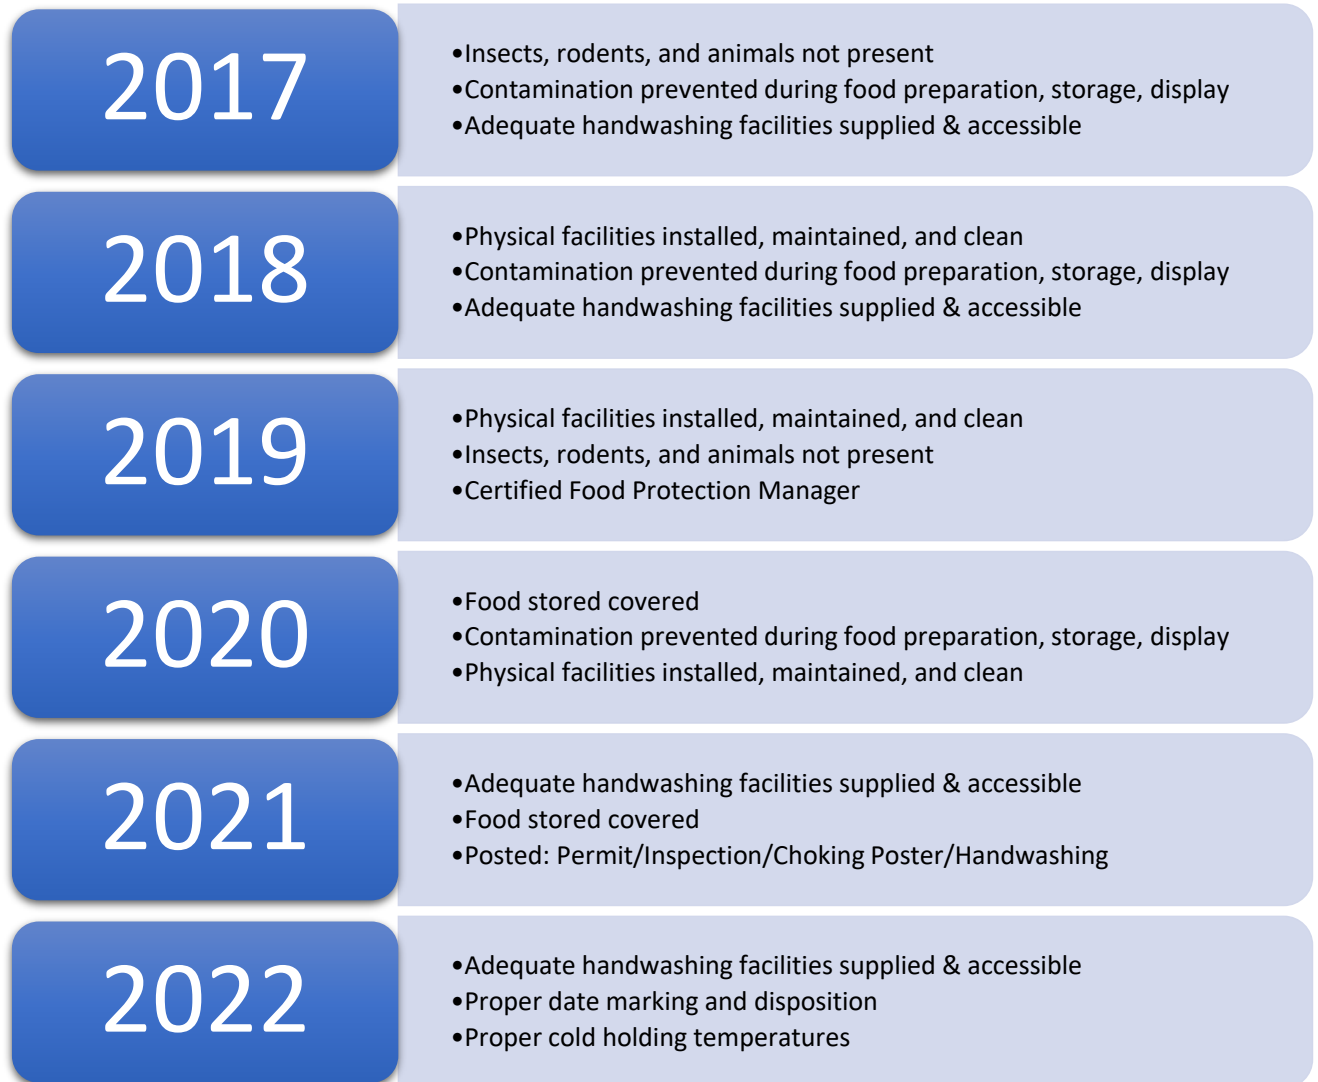 2017
•Insects, rodents, and animals not present
•Contamination prevented during food preparation, storage, display
•Adequate handwashing facilities supplied & accessible
2018
•Physical facilities installed, maintained, and clean
•Contamination prevented during food preparation, storage, display
•Adequate handwashing facilities supplied & accessible
2019
•Physical facilities installed, maintained, and clean
•Insects, rodents, and animals not present
•Certified Food Protection Manager
2020
•Food stored covered
•Contamination prevented during food preparation, storage, display
•Physical facilities installed, maintained, and clean
2021
•Adequate handwashing facilities supplied & accessible
•Food stored covered
•Posted: Permit/Inspection/Choking Poster/Handwashing
2022
•Adequate handwashing facilities supplied & accessible
•Proper date marking and disposition
•Proper cold holding temperatures